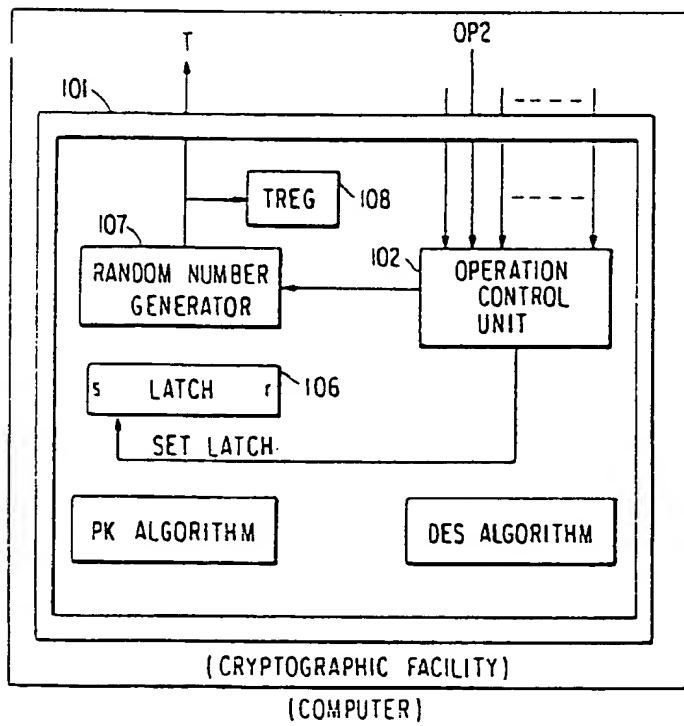 T
OP2
101
TREG
108
107
102
RANDOM NUMBER
GENERATOR
OPERATION
CONTROL
UNIT
s LATCH r
106
SET LATCH
PK ALGORITHM
DES ALGORITHM
(CRYPTOGRAPHIC FACILITY)
(COMPUTER)